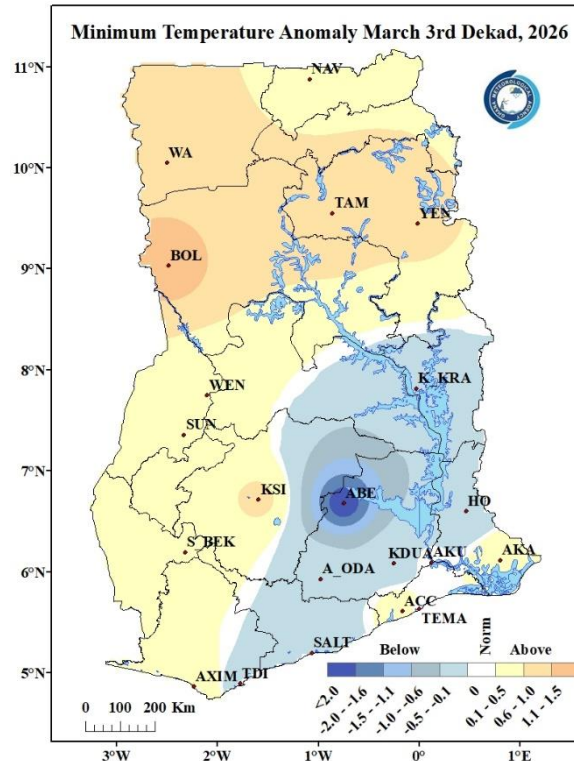 Minimum Temperature Anomaly March 3rd Dekad, 2026
11°N
NAV
WA
10°N
TAM
YEN
BOL
9°N
8°N
K_KRA
WEN
SUN
7°N
KSI
ABE
HO
S_BEK
KDUA
AKU
AKA
6°N
A_ODA
ACC
TEMA
SALT
Below
Norm
Above
5°N
AXIM
TDI
0 100 200 Km
<2.0
-2.0 - -1.6
-1.5 - -1.1
-1.0 - -0.6
-0.5 - -0.1
0
0.1 - 0.5
0.6 - 1.0
1.1 - 1.5
3°W
2°W
1°W
0°
1°E